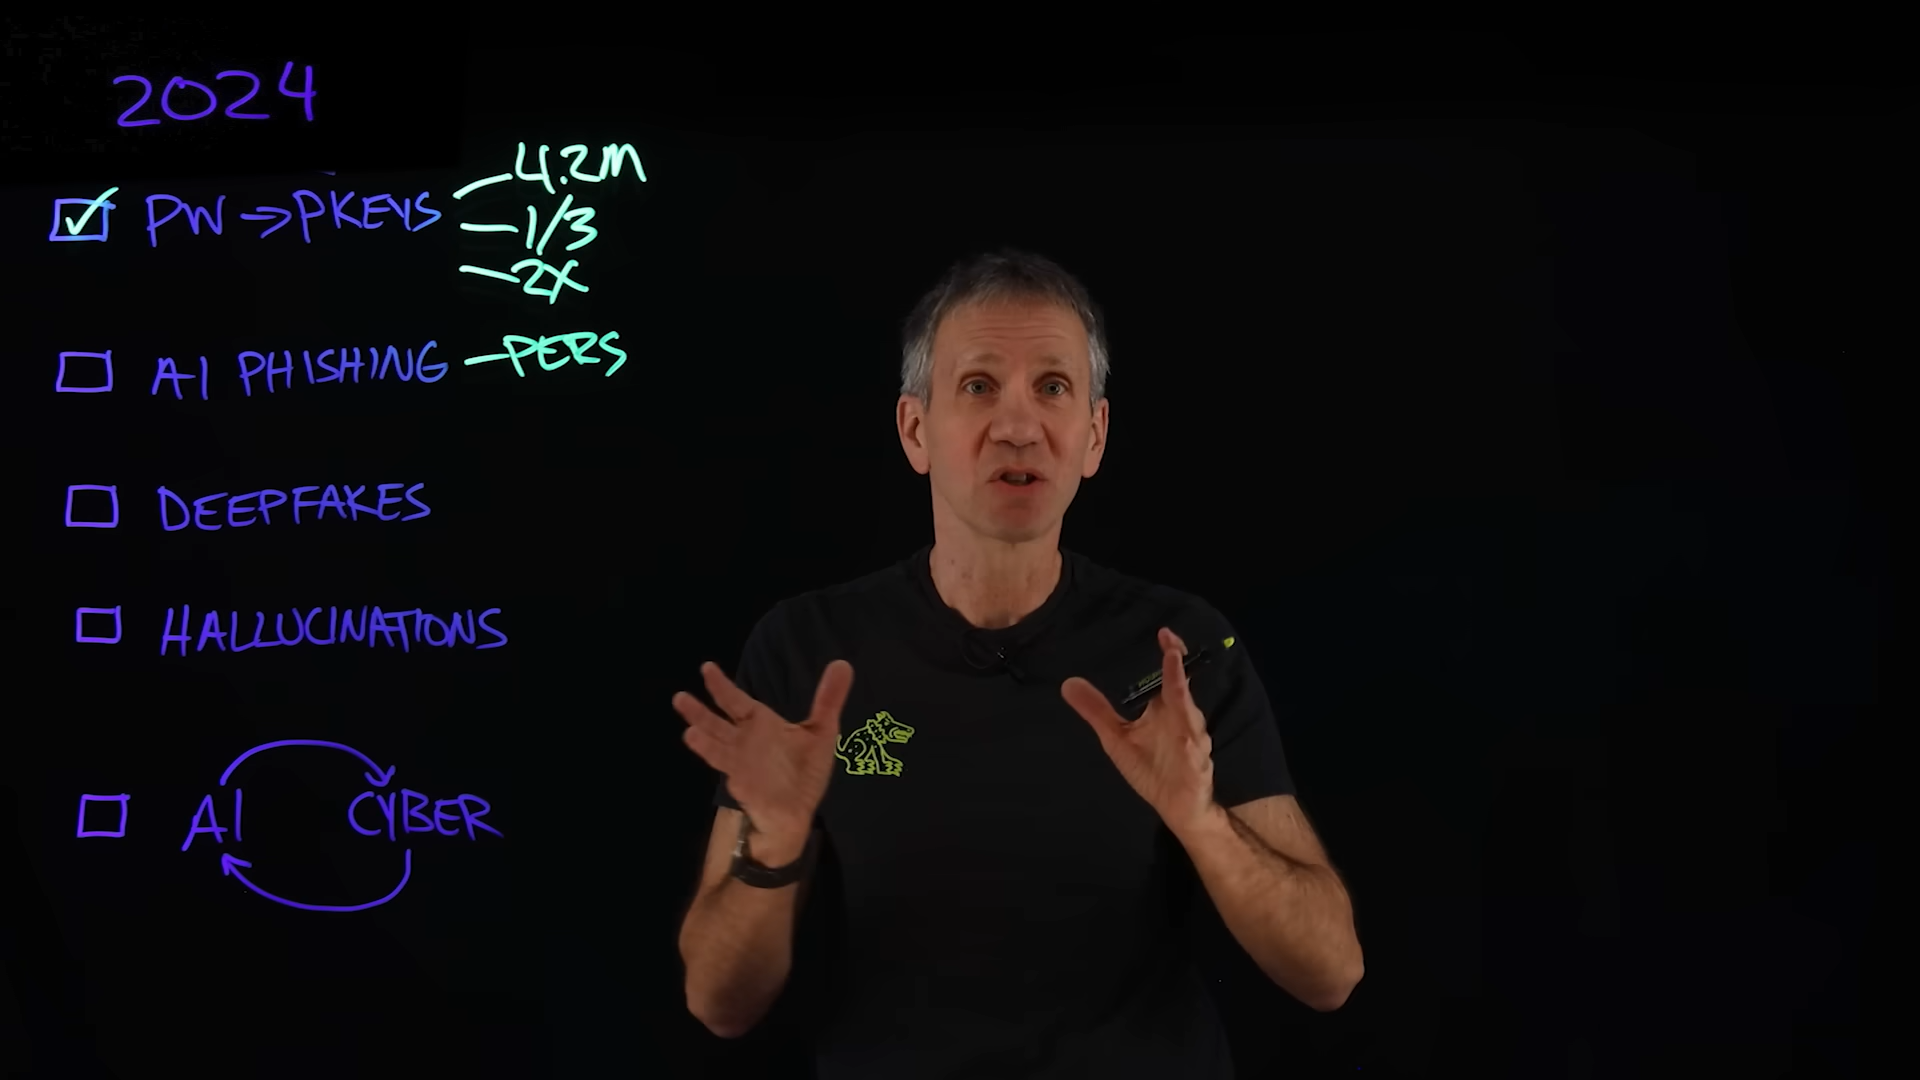 2024
PW → PKEYS
4.2M
1/3
2X
AI PHISHING — PERS
DEEPFAKES
HALLUCINATIONS
AI CYBER